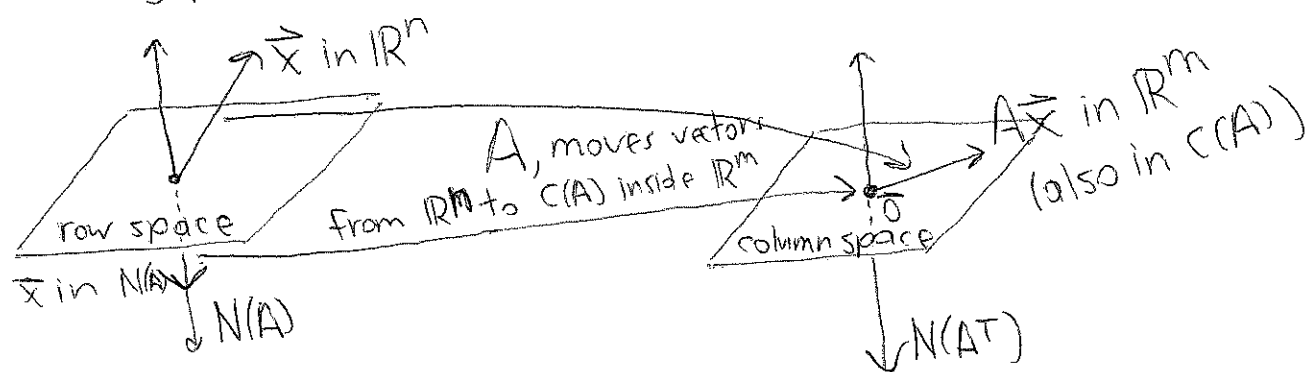 x⃗ in ℝⁿ
A, moves vectors
from ℝⁿ to C(A) inside ℝᵐ
row space
x⃗ in N(A)
N(A)
Ax⃗ in ℝᵐ
(also in C(A))
0⃗
column space
N(Aᵀ)